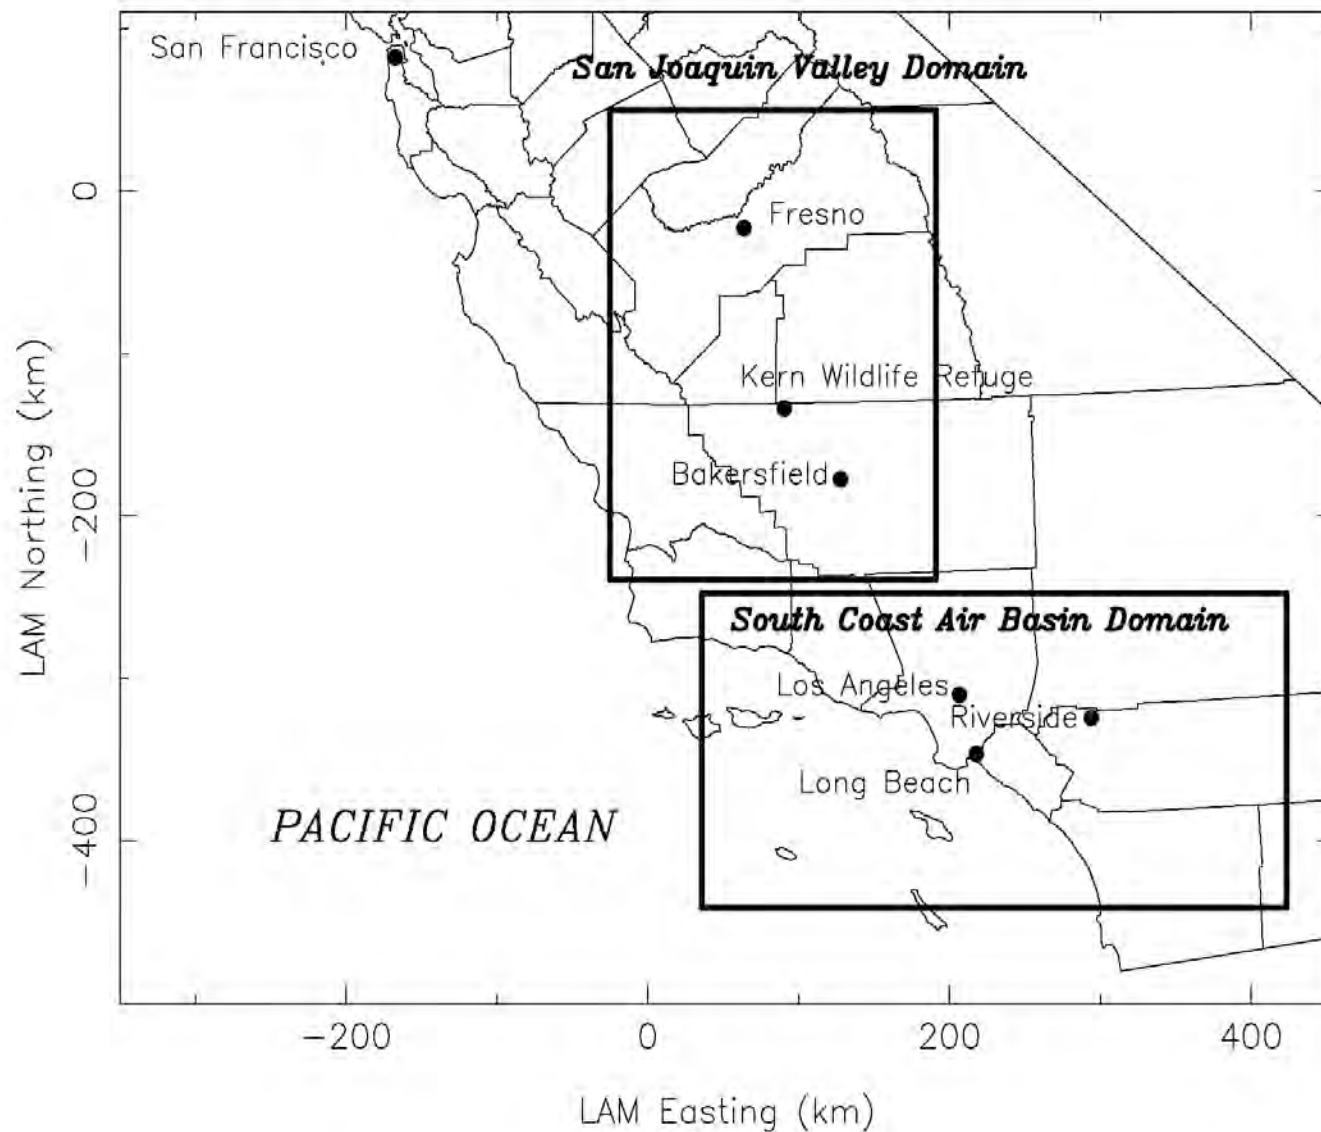 San Francisco
San Joaquin Valley Domain
0
Fresno
Kern Wildlife Refuge
Bakersfield
-200
LAM Northing (km)
South Coast Air Basin Domain
Los Angeles
Riverside
Long Beach
PACIFIC OCEAN
-400
-200
0
200
400
LAM Easting (km)